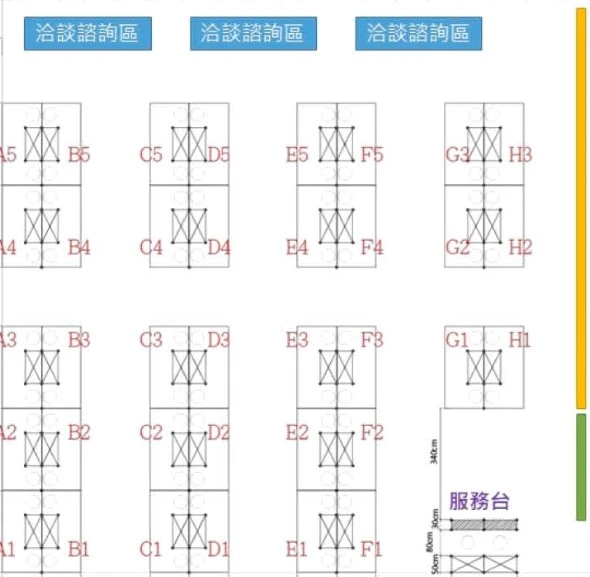 洽談諮詢區 洽談諮詢區 洽談諮詢區
A5 B5 C5 D5 E5 F5 G3 H3
A4 B4 C4 D4 E4 F4 G2 H2
A3 B3 C3 D3 E3 F3 G1 H1
A2 B2 C2 D2 E2 F2
340cm
服務台
30cm
A1 B1 C1 D1 E1 F1
80cm
50cm